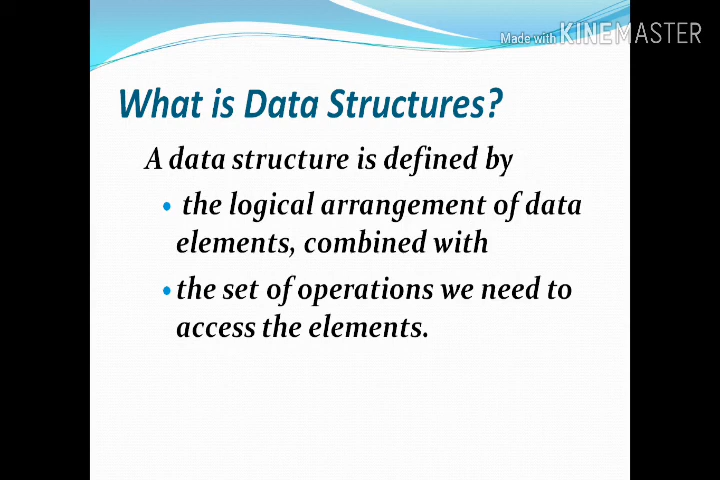 Made with KINEMASTER
What is Data Structures?
A data structure is defined by
• the logical arrangement of data
elements, combined with
• the set of operations we need to
access the elements.